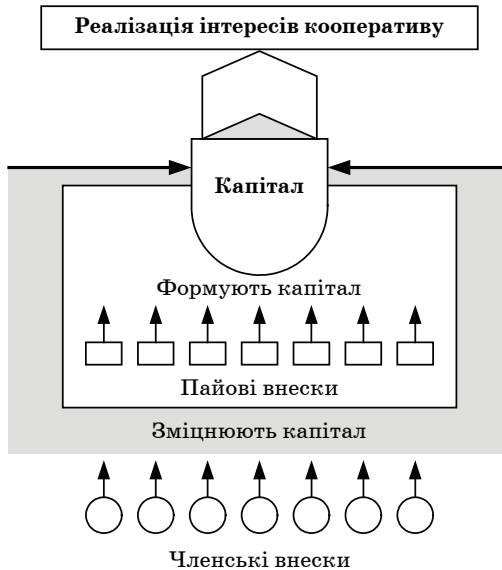 Реалізація інтересів кооперативу
Капітал
Формують капітал
Пайові внески
Зміцнюють капітал
Членські внески